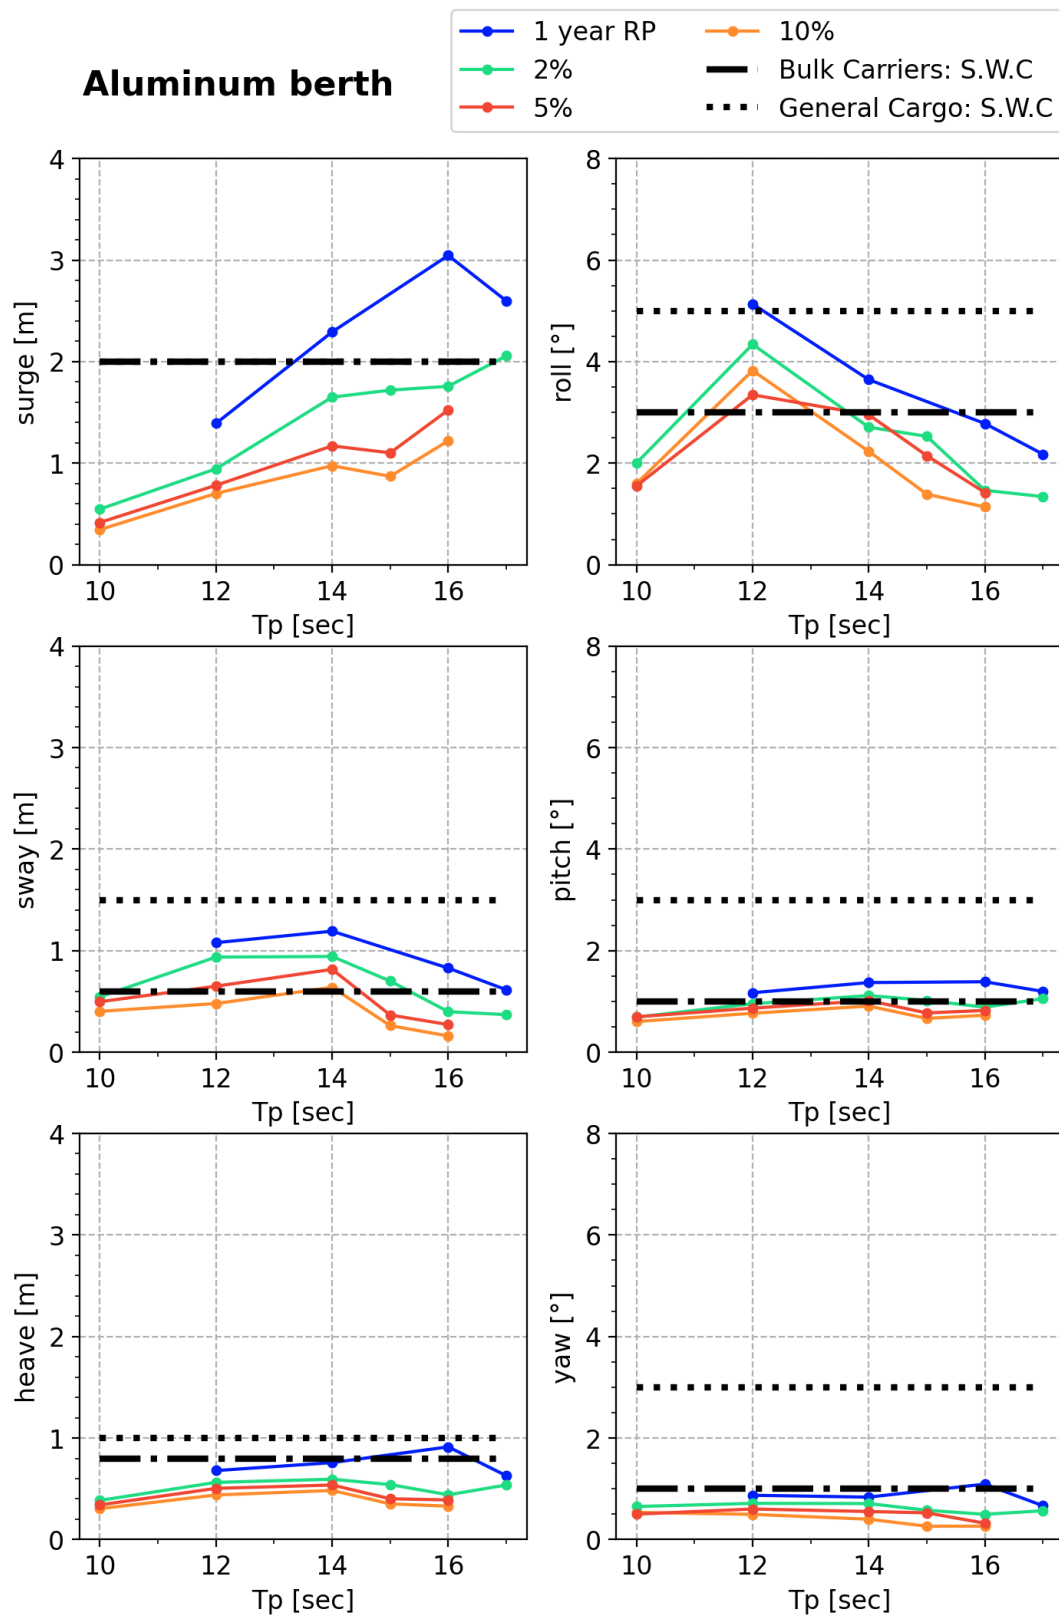 Aluminum berth
1 year RP
2%
5%
10%
Bulk Carriers: S.W.C
General Cargo: S.W.C
4
3
2
1
0
surge [m]
10 12 14 16
Tp [sec]
8
6
4
2
0
roll [°]
10 12 14 16
Tp [sec]
4
3
2
1
0
sway [m]
10 12 14 16
Tp [sec]
8
6
4
2
0
pitch [°]
10 12 14 16
Tp [sec]
4
3
2
1
0
heave [m]
10 12 14 16
Tp [sec]
8
6
4
2
0
yaw [°]
10 12 14 16
Tp [sec]